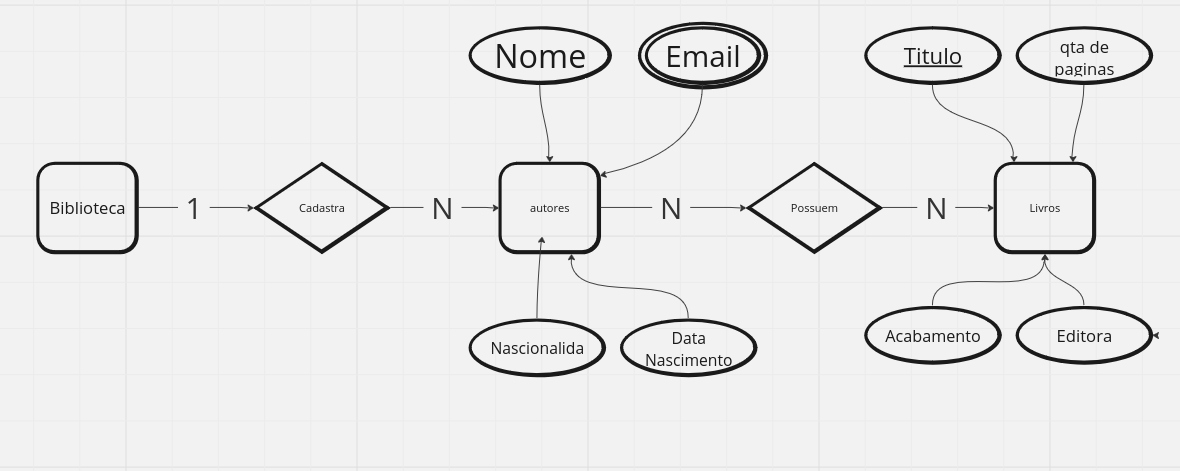 Nome
Email
Titulo
qta de
paginas
Biblioteca
1
Cadastra
N
autores
N
Possuem
N
Livros
Nascionalida
Data
Nascimento
Acabamento
Editora